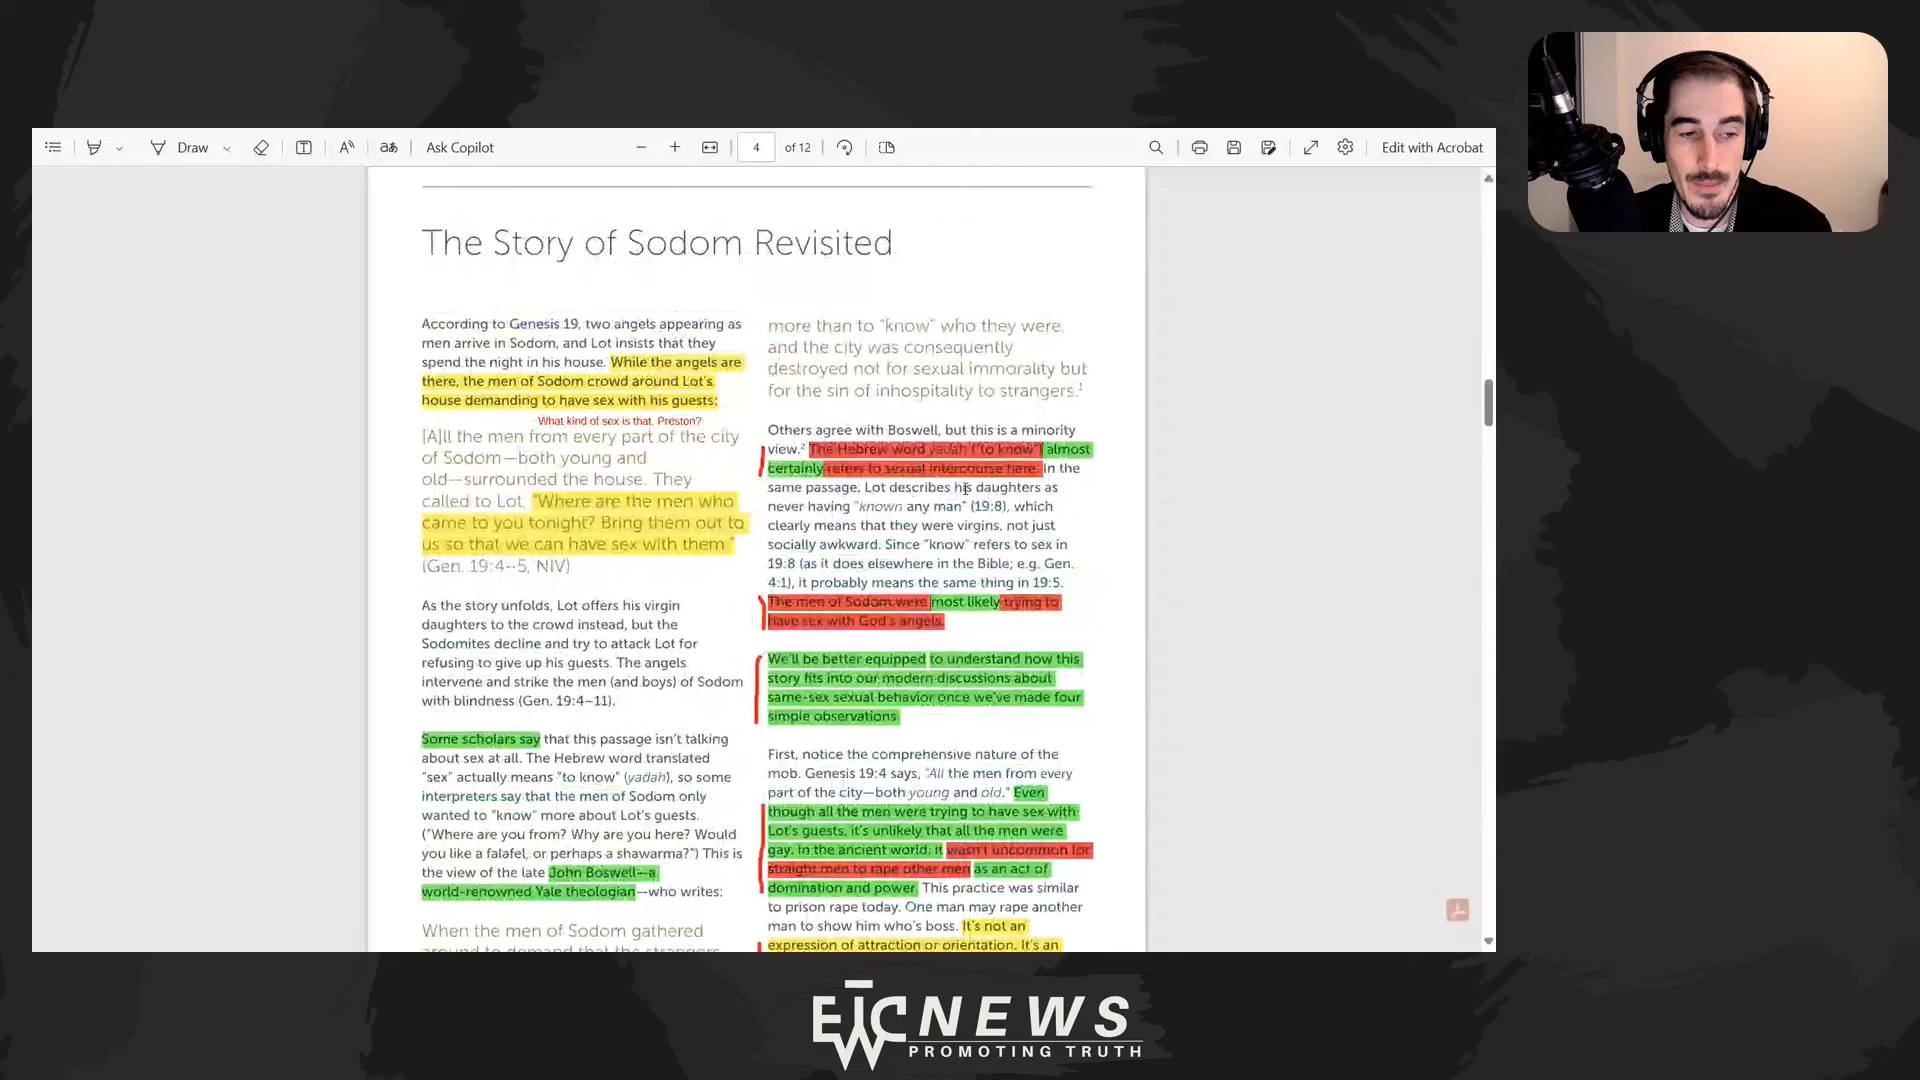 Draw
Ask Copilot
4 of 12
Edit with Acrobat
The Story of Sodom Revisited
According to Genesis 19, two angels appearing as
men arrive in Sodom, and Lot insists that they
spend the night in his house. While the angels are
there, the men of Sodom crowd around Lot's
house demanding to have sex with his guests:
What kind of sex is that, Preston?
[A]ll the men from every part of the city
of Sodom—both young and
old—surrounded the house. They
called to Lot, "Where are the men who
came to you tonight? Bring them out to
us so that we can have sex with them."
(Gen. 19:4–5, NIV)
As the story unfolds, Lot offers his virgin
daughters to the crowd instead, but the
Sodomites decline and try to attack Lot for
refusing to give up his guests. The angels
intervene and strike the men (and boys) of Sodom
with blindness (Gen. 19:4–11).
Some scholars say that this passage isn't talking
about sex at all. The Hebrew word translated
"sex" actually means "to know" (yadah), so some
interpreters say that the men of Sodom only
wanted to "know" more about Lot's guests.
("Where are you from? Why are you here? Would
you like a falafel, or perhaps a shawarma?") This is
the view of the late John Boswell—a
world-renowned Yale theologian—who writes:
When the men of Sodom gathered
around to demand that the strangers
more than to "know" who they were,
and the city was consequently
destroyed not for sexual immorality but
for the sin of inhospitality to strangers.1
Others agree with Boswell, but this is a minority
view.2 The Hebrew word yadah ("to know") almost
certainly refers to sexual intercourse here. In the
same passage, Lot describes his daughters as
never having "known any man" (19:8), which
clearly means that they were virgins, not just
socially awkward. Since "know" refers to sex in
19:8 (as it does elsewhere in the Bible; e.g. Gen.
4:1), it probably means the same thing in 19:5.
The men of Sodom were most likely trying to
have sex with God's angels.
We'll be better equipped to understand how this
story fits into our modern discussions about
same-sex sexual behavior once we've made four
simple observations.
First, notice the comprehensive nature of the
mob. Genesis 19:4 says, "All the men from every
part of the city—both young and old." Even
though all the men were trying to have sex with
Lot's guests, it's unlikely that all the men were
gay. In the ancient world, it wasn't uncommon for
straight men to rape other men as an act of
domination and power. This practice was similar
to prison rape today. One man may rape another
man to show him who's boss. It's not an
expression of attraction or orientation. It's an
EWTC NEWS
PROMOTING TRUTH